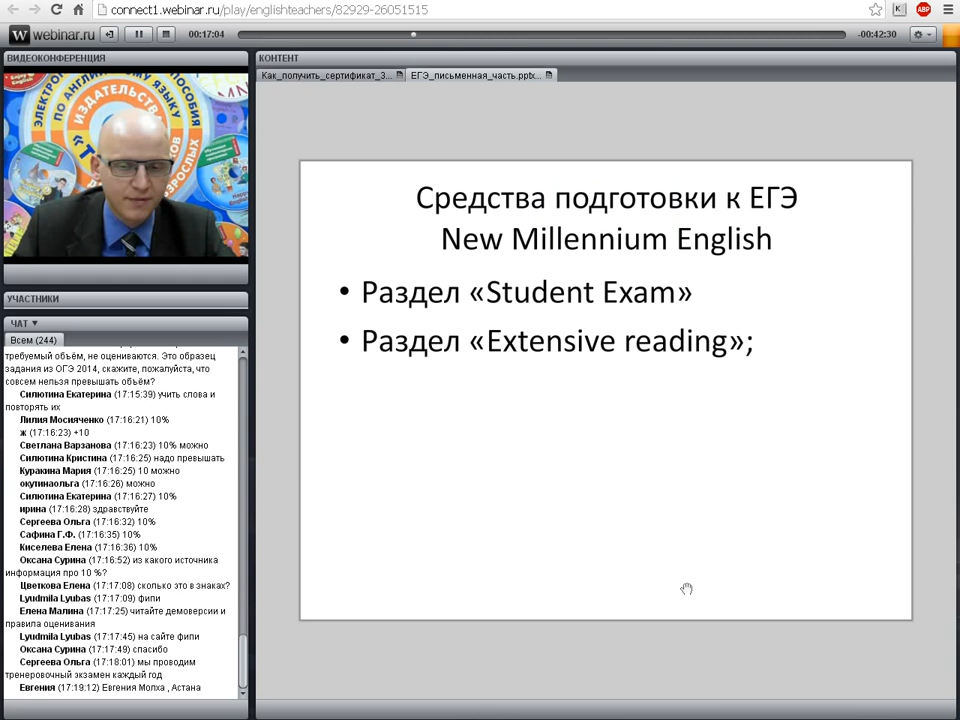 connect1.webinar.ru/play/englishteachers/82929-26051515
webinar.ru
00:17:04
-00:42:30
ВИДЕОКОНФЕРЕНЦИЯ
КОНТЕНТ
Как_получить_сертификат_3...
ЕГЭ_письменная_часть.pptx...
ЭЛЕКТРО
ПО АНГЛИЙСКОМУ ЯЗЫКУ
ПОСОБИЯ
ИЗДАТЕЛЬСТВ
Средства подготовки к ЕГЭ
New Millennium English
• Раздел «Student Exam»
• Раздел «Extensive reading»;
УЧАСТНИКИ
ЧАТ
Всем (244)
требуемый объём, не оцениваются. Это образец
задания из ОГЭ 2014, скажите, пожалуйста, что
совсем нельзя превышать объём?
Силютина Екатерина (17:15:39) учить слова и
повторять их
Лилия Мосияченко (17:16:21) 10%
ж (17:16:23) +10
Светлана Варзанова (17:16:23) 10% можно
Силютина Кристина (17:16:25) надо превышать
Куракина Мария (17:16:25) 10 можно
окутинаольга (17:16:26) можно
Силютина Екатерина (17:16:27) 10%
ирина (17:16:28) здравствуйте
Сергеева Ольга (17:16:32) 10%
Сафина Г.Ф. (17:16:35) 10%
Киселева Елена (17:16:36) 10%
Оксана Сурина (17:16:52) из какого источника
информация про 10 %?
Цветкова Елена (17:17:08) сколько это в знаках?
Lyudmila Lyubas (17:17:09) фипи
Елена Малина (17:17:25) читайте демоверсии и
правила оценивания
Lyudmila Lyubas (17:17:45) на сайте фипи
Оксана Сурина (17:17:49) спасибо
Сергеева Ольга (17:18:01) мы проводим
тренеровочный экзамен каждый год
Евгения (17:19:12) Евгения Молха , Астана